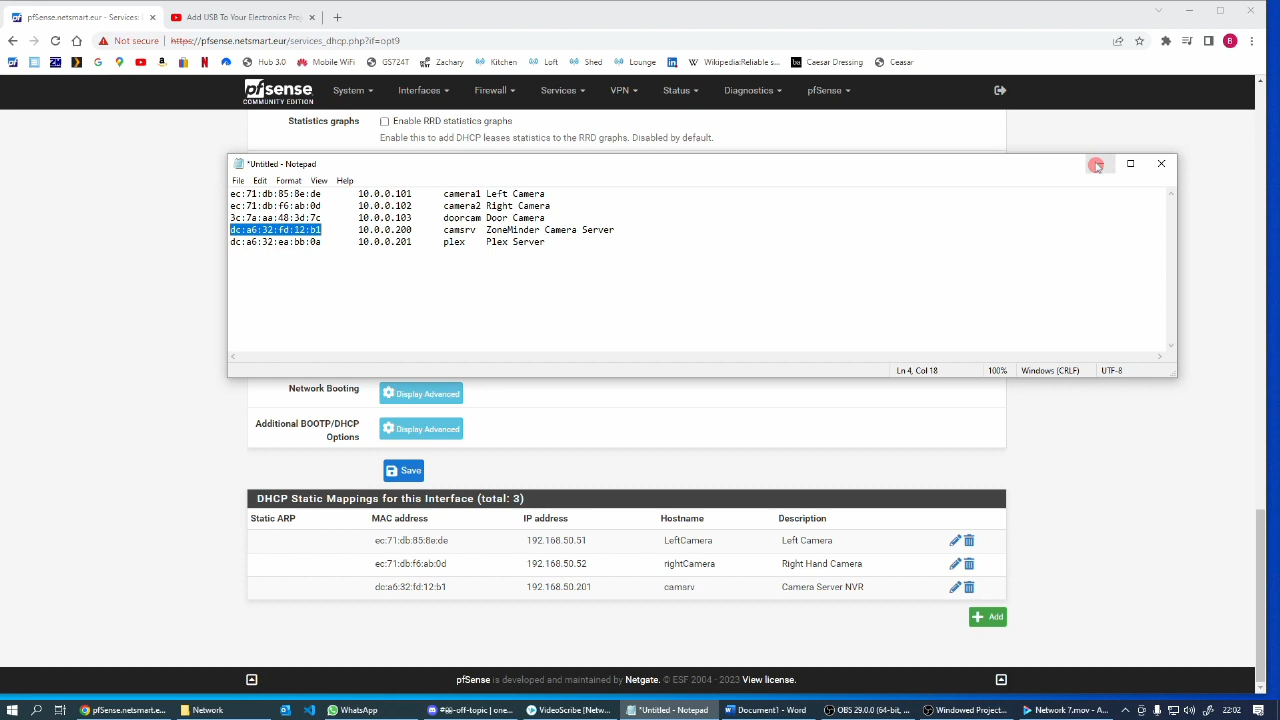 pfSense.netsmart.eur - Services:
Add USB To Your Electronics Proj
Not secure
https://pfsense.netsmart.eur/services_dhcp.php?if=opt9
Hub 3.0
Mobile WiFi
GS724T
Zachary
Kitchen
Loft
Shed
Lounge
Wikipedia:Reliable s...
Caesar Dressing
Ceasar
pfsense
COMMUNITY EDITION
System
Interfaces
Firewall
Services
VPN
Status
Diagnostics
pfSense
Statistics graphs
Enable RRD statistics graphs
Enable this to add DHCP leases statistics to the RRD graphs. Disabled by default.
*Untitled - Notepad
File Edit Format View Help
ec:71:db:85:8e:de 10.0.0.101 camera1 Left Camera
ec:71:db:f6:ab:0d 10.0.0.102 camera2 Right Camera
3c:7a:aa:48:3d:7c 10.0.0.103 doorcam Door Camera
dc:a6:32:fd:12:b1 10.0.0.200 camsrv ZoneMinder Camera Server
dc:a6:32:ea:bb:0a 10.0.0.201 plex Plex Server
Ln 4, Col 18 100% Windows (CRLF) UTF-8
Network Booting
Display Advanced
Additional BOOTP/DHCP
Options
Display Advanced
Save
DHCP Static Mappings for this Interface (total: 3)
Static ARP MAC address IP address Hostname Description
ec:71:db:85:8e:de 192.168.50.51 LeftCamera Left Camera
ec:71:db:f6:ab:0d 192.168.50.52 rightCamera Right Hand Camera
dc:a6:32:fd:12:b1 192.168.50.201 camsrv Camera Server NVR
Add
pfSense is developed and maintained by Netgate. © ESF 2004 - 2023 View license.
pfSense.netsmart.e...
Network
WhatsApp
VideoScribe [Netw...
*Untitled - Notepad
Document1 - Word
OBS 29.0.0 (64-bit, ...
Windowed Project...
Network 7.mov - A...
22:02